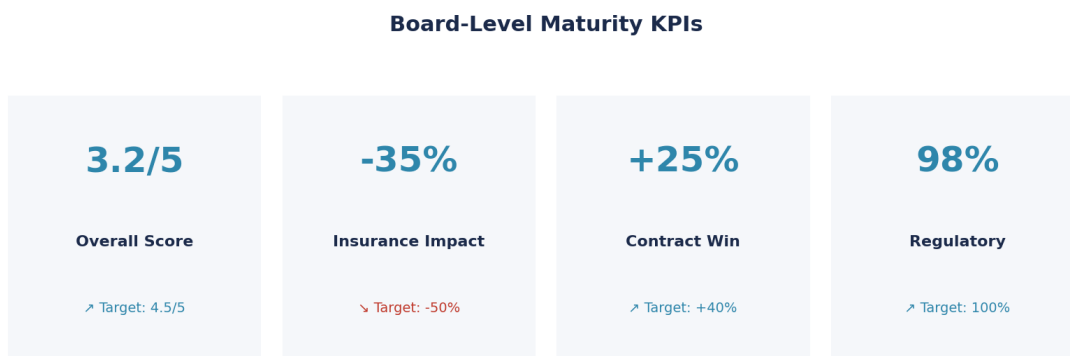 Board-Level Maturity KPIs
3.2/5
Overall Score
↗ Target: 4.5/5
-35%
Insurance Impact
↘ Target: -50%
+25%
Contract Win
↗ Target: +40%
98%
Regulatory
↗ Target: 100%